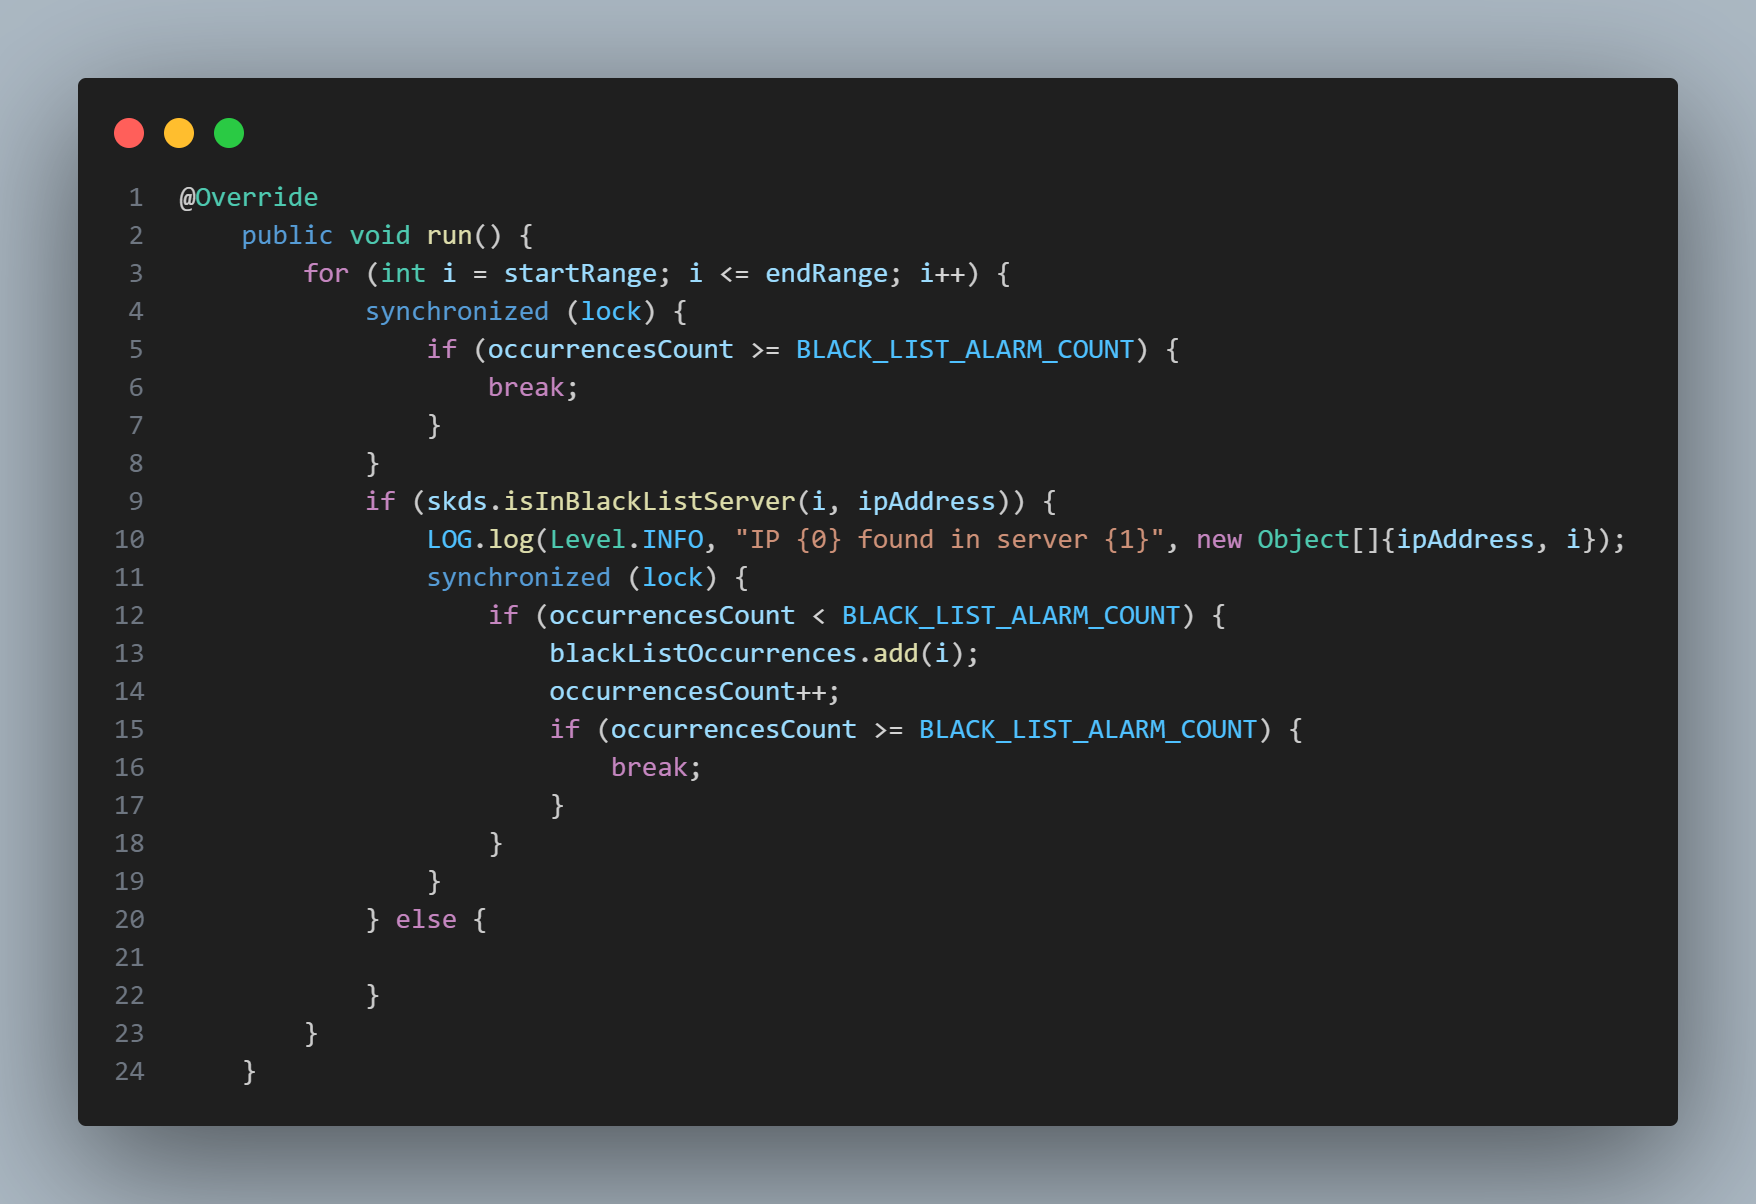 1 @Override
2     public void run() {
3         for (int i = startRange; i <= endRange; i++) {
4             synchronized (lock) {
5                 if (occurrencesCount >= BLACK_LIST_ALARM_COUNT) {
6                     break;
7                 }
8             }
9             if (skds.isInBlackListServer(i, ipAddress)) {
10                 LOG.log(Level.INFO, "IP {0} found in server {1}", new Object[]{ipAddress, i});
11                 synchronized (lock) {
12                     if (occurrencesCount < BLACK_LIST_ALARM_COUNT) {
13                         blackListOccurrences.add(i);
14                         occurrencesCount++;
15                         if (occurrencesCount >= BLACK_LIST_ALARM_COUNT) {
16                             break;
17                         }
18                     }
19                 }
20             } else {
21
22             }
23         }
24     }